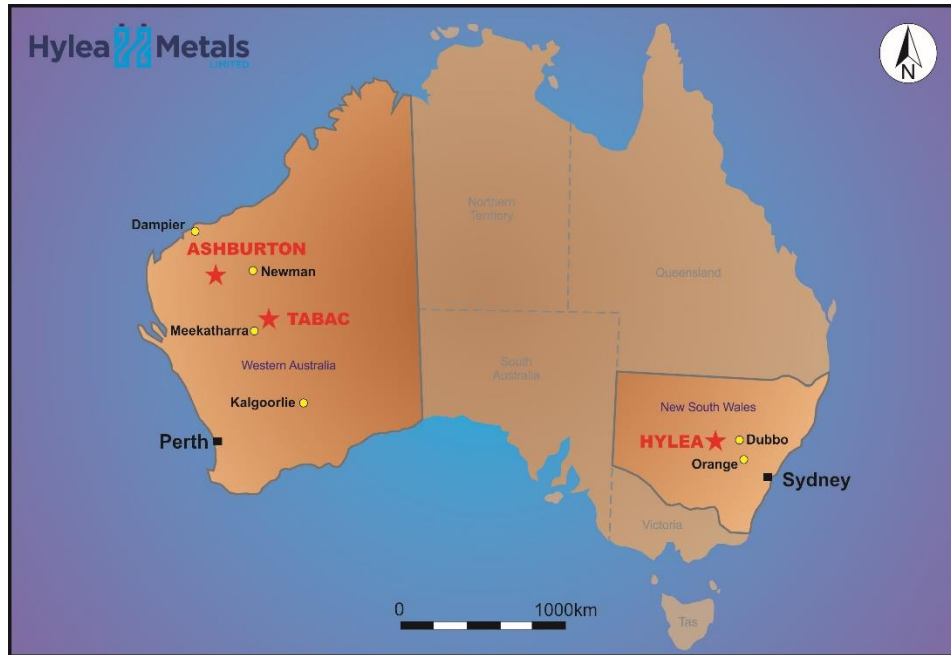 Hylea Metals
LIMITED
N
Northern
Territory
Dampier
ASHBURTON
Newman
Queensland
TABAC
Meekatharra
Western Australia
South
Australia
Kalgoorlie
New South Wales
Perth
HYLEA
Dubbo
Orange
Sydney
Victoria
0 1000km
Tas